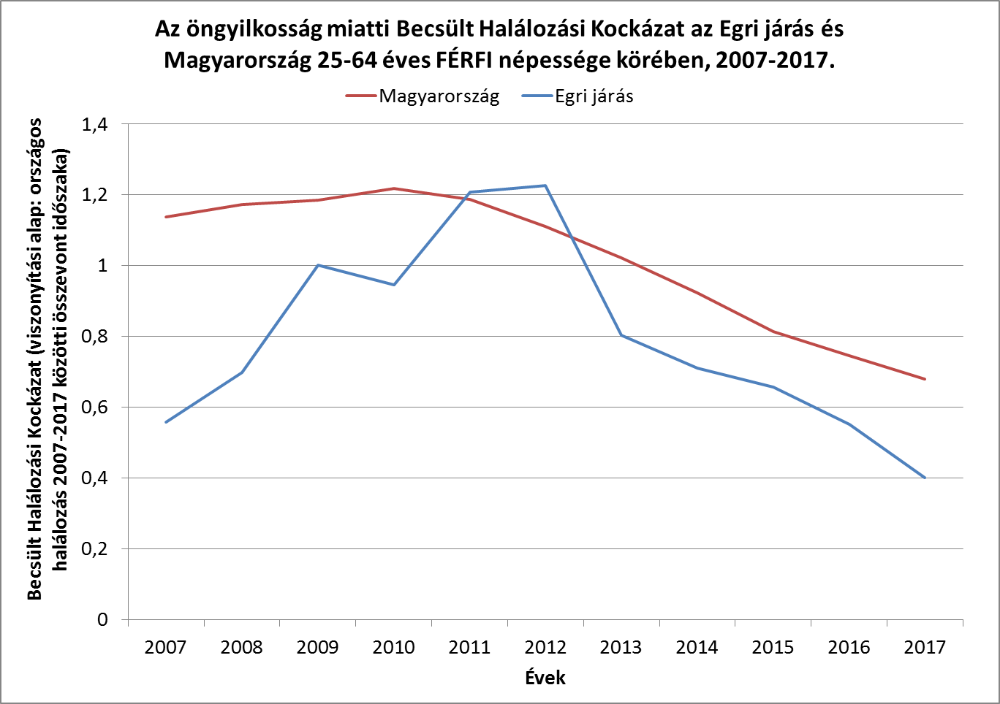 Az öngyilkosság miatti Becsült Halálozási Kockázat az Egri járás és
Magyarország 25-64 éves FÉRFI népessége körében, 2007-2017.
Magyarország
Egri járás
Becsült Halálozási Kockázat (viszonyítási alap: országos
halálozás 2007-2017 közötti összevont időszaka)
1,4
1,2
1
0,8
0,6
0,4
0,2
0
2007 2008 2009 2010 2011 2012 2013 2014 2015 2016 2017
Évek